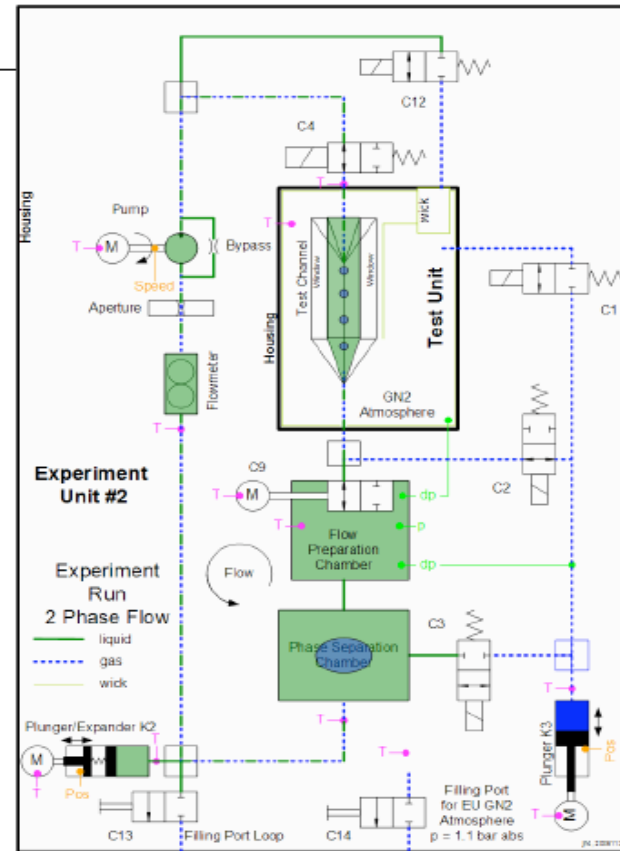 C12
C4
T
Housing
wick
Pump
T
T
M
Bypass
Speed
Test Channel
Window
Window
Test Unit
C1
Aperture
Housing
Flowmeter
GN2
Atmosphere
T
Experiment
Unit #2
C9
C2
T
M
dp
T
p
Flow
Preparation
Chamber
Experiment
Run
2 Phase Flow
Flow
dp
liquid
gas
wick
Phase Separation
Chamber
C3
Plunger/Expander K2
T
T
T
T
M
T
Pos
Plunger K3
Pos
C13
Filling Port Loop
C14
Filling Port
for EU GN2
Atmosphere
p = 1.1 bar abs
T
M